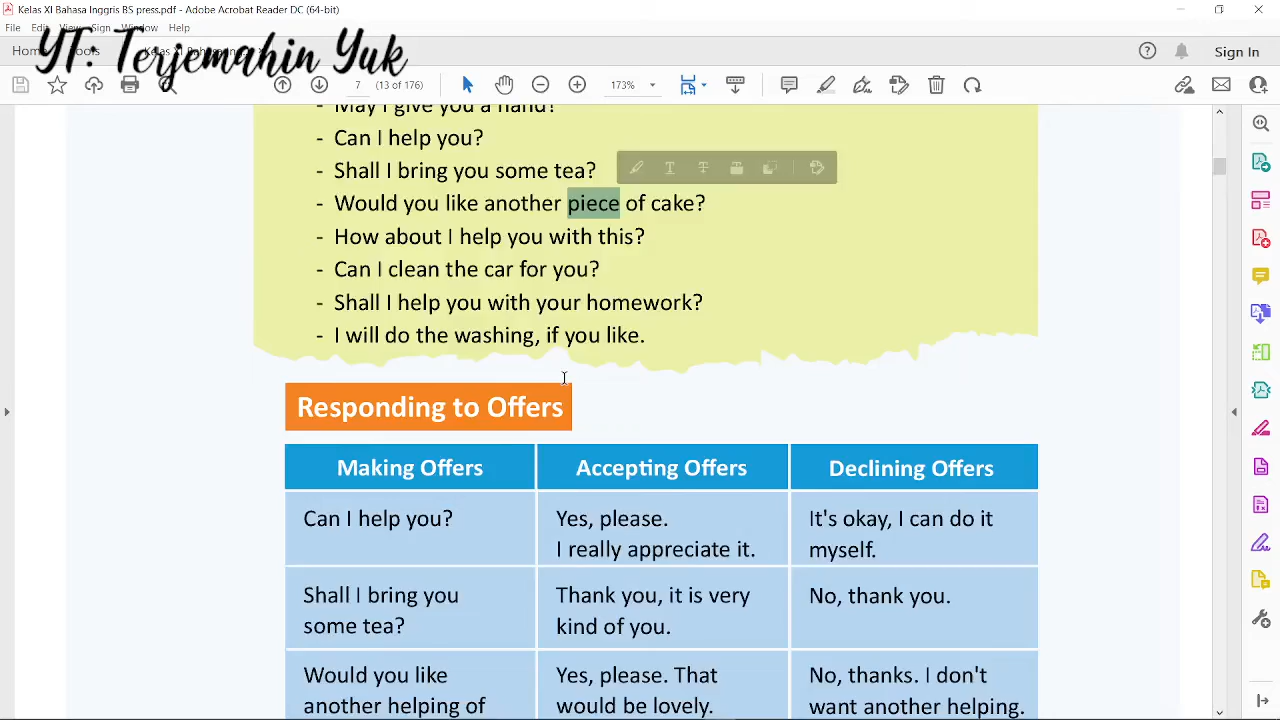 Kelas XI Bahasa Inggris BS press.pdf - Adobe Acrobat Reader DC (64-bit)
File Edit View Sign Window Help
YT: Terjemahin Yuk
Home Tools
Sign In
7 (13 of 176) 173%
- May I give you a hand?
- Can I help you?
- Shall I bring you some tea?
- Would you like another piece of cake?
- How about I help you with this?
- Can I clean the car for you?
- Shall I help you with your homework?
- I will do the washing, if you like.
Responding to Offers
Making Offers Accepting Offers Declining Offers
Can I help you? Yes, please. It's okay, I can do it
I really appreciate it. myself.
Shall I bring you Thank you, it is very No, thank you.
some tea? kind of you.
Would you like Yes, please. That No, thanks. I don't
another helping of would be lovely. want another helping.